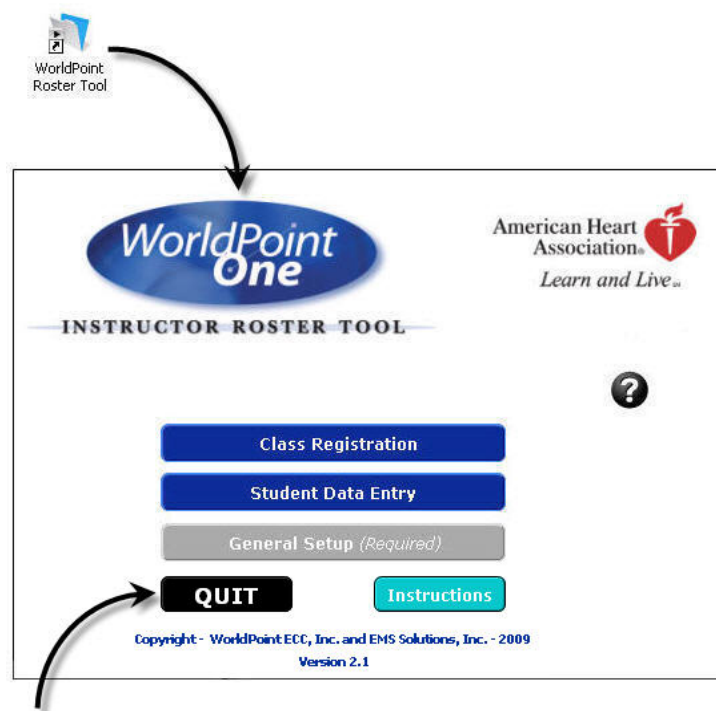 WorldPoint
Roster Tool
WorldPoint
One
INSTRUCTOR ROSTER TOOL
American Heart
Association®
Learn and Live℠
?
Class Registration
Student Data Entry
General Setup (Required)
QUIT
Instructions
Copyright - WorldPoint ECC, Inc. and EMS Solutions, Inc. - 2009
Version 2.1